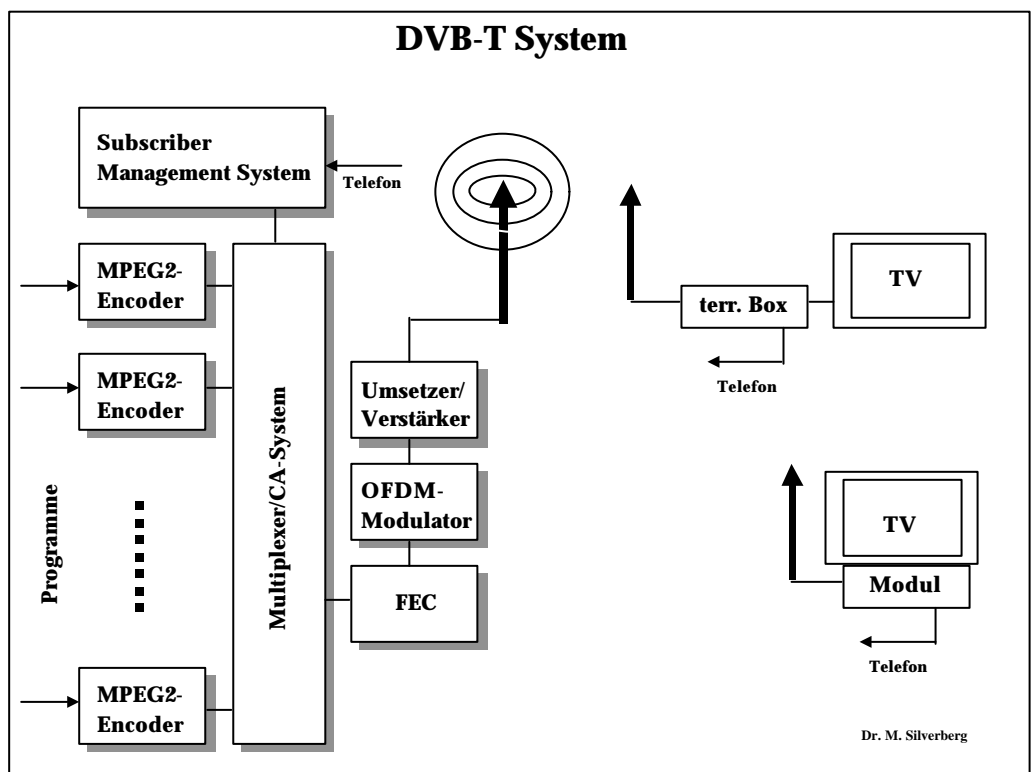 DVB-T System
Subscriber
Management System
Telefon
MPEG2-
Encoder
MPEG2-
Encoder
Programme
MPEG2-
Encoder
Multiplexer/CA-System
Umsetzer/
Verstärker
OFDM-
Modulator
FEC
terr. Box
TV
Telefon
TV
Modul
Telefon
Dr. M. Silverberg